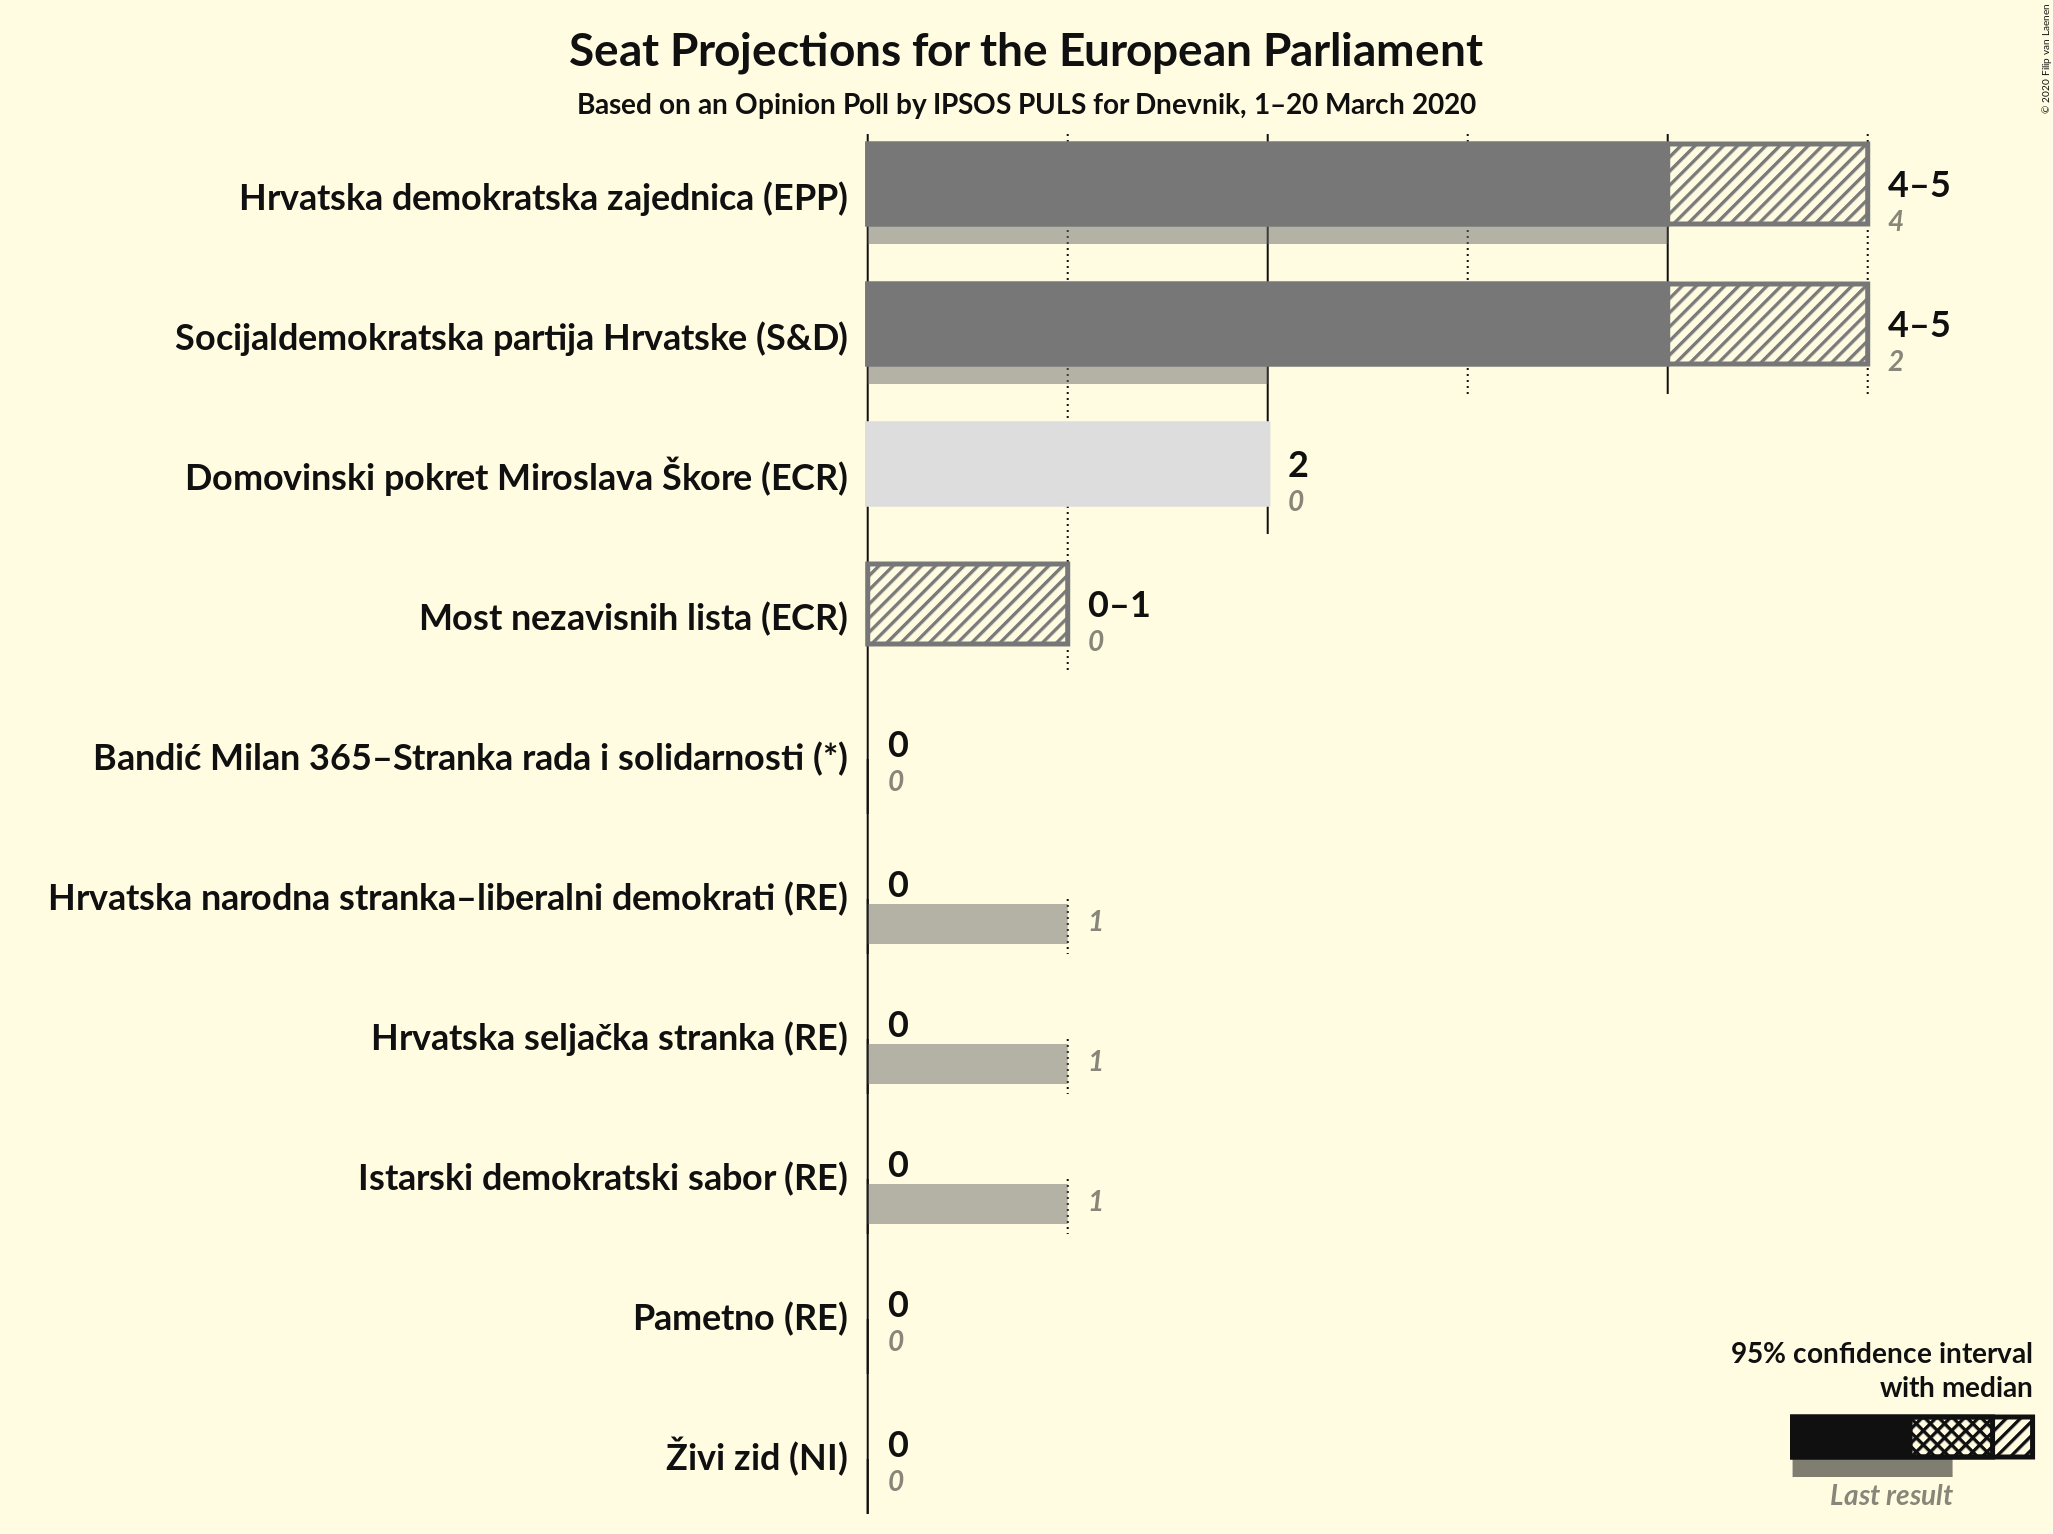 Seat Projections for the European Parliament
Based on an Opinion Poll by IPSOS PULS for Dnevnik, 1–20 March 2020
© 2020 Filip van Laenen
Hrvatska demokratska zajednica (EPP)
4–5
4
Socijaldemokratska partija Hrvatske (S&D)
4–5
2
Domovinski pokret Miroslava Škore (ECR)
2
0
Most nezavisnih lista (ECR)
0–1
0
Bandić Milan 365–Stranka rada i solidarnosti (*)
0
0
Hrvatska narodna stranka–liberalni demokrati (RE)
0
1
Hrvatska seljačka stranka (RE)
0
1
Istarski demokratski sabor (RE)
0
1
Pametno (RE)
0
0
Živi zid (NI)
0
0
95% confidence interval
with median
Last result